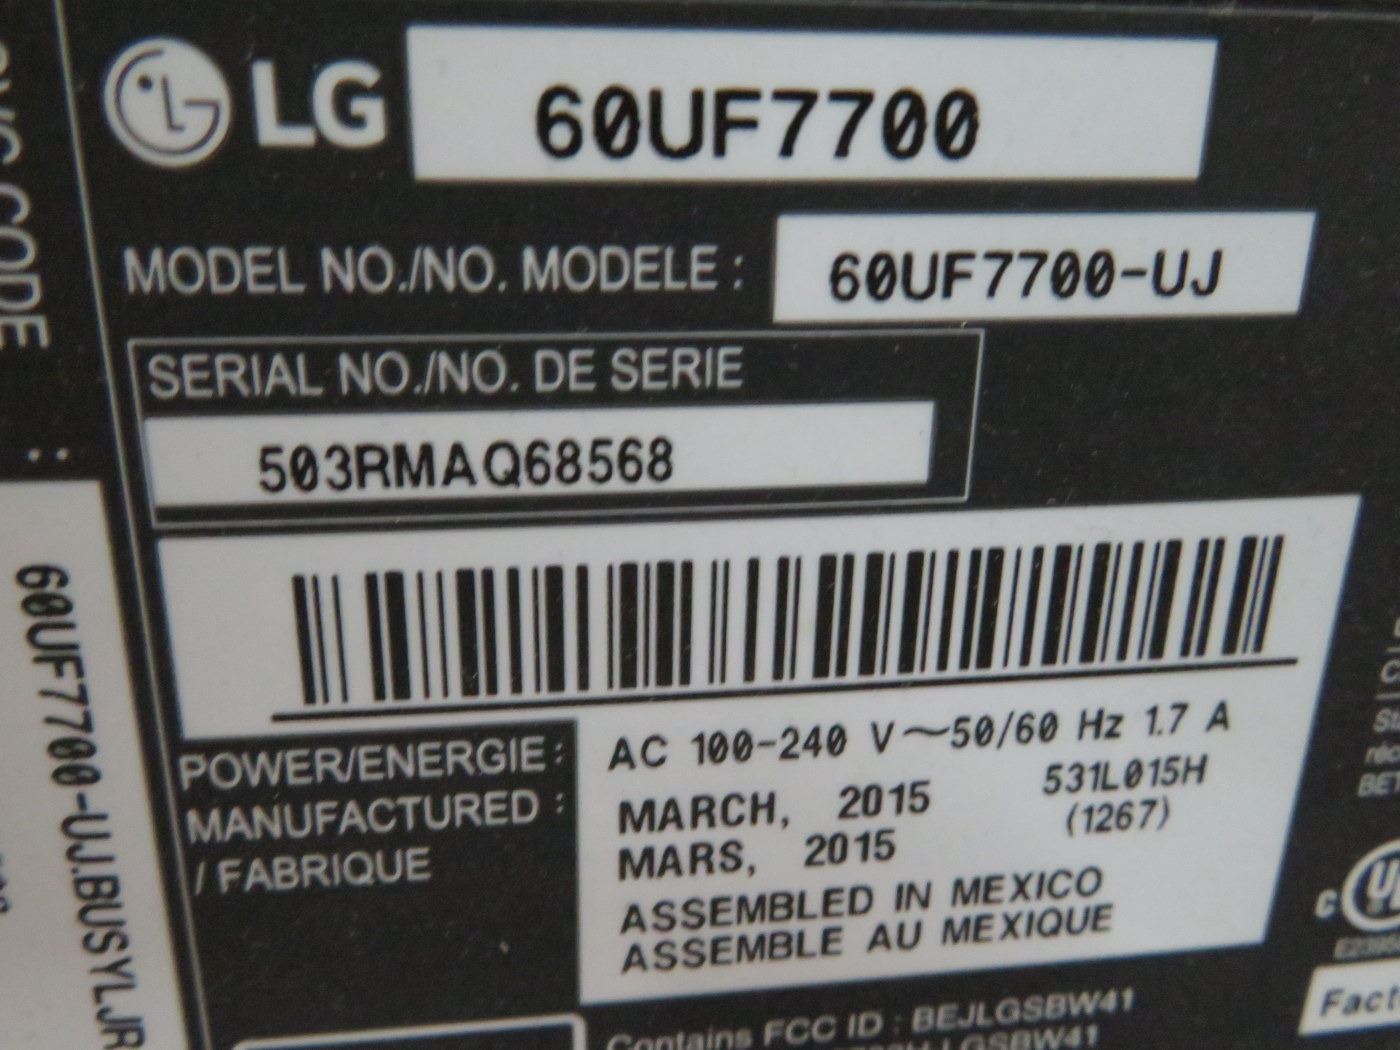 LG 60UF7700
MODEL NO./NO. MODELE : 60UF7700-UJ
SERIAL NO./NO. DE SERIE
503RMAQ68568
POWER/ENERGIE : AC 100-240 V~50/60 Hz 1.7 A
MANUFACTURED : MARCH, 2015 531L015H
/ FABRIQUE MARS, 2015 (1267)
ASSEMBLED IN MEXICO
ASSEMBLE AU MEXIQUE
Contains FCC ID : BEJLGSBW41
LGSBW41
CODE :
60UF7700-UJ.BUSYLJR